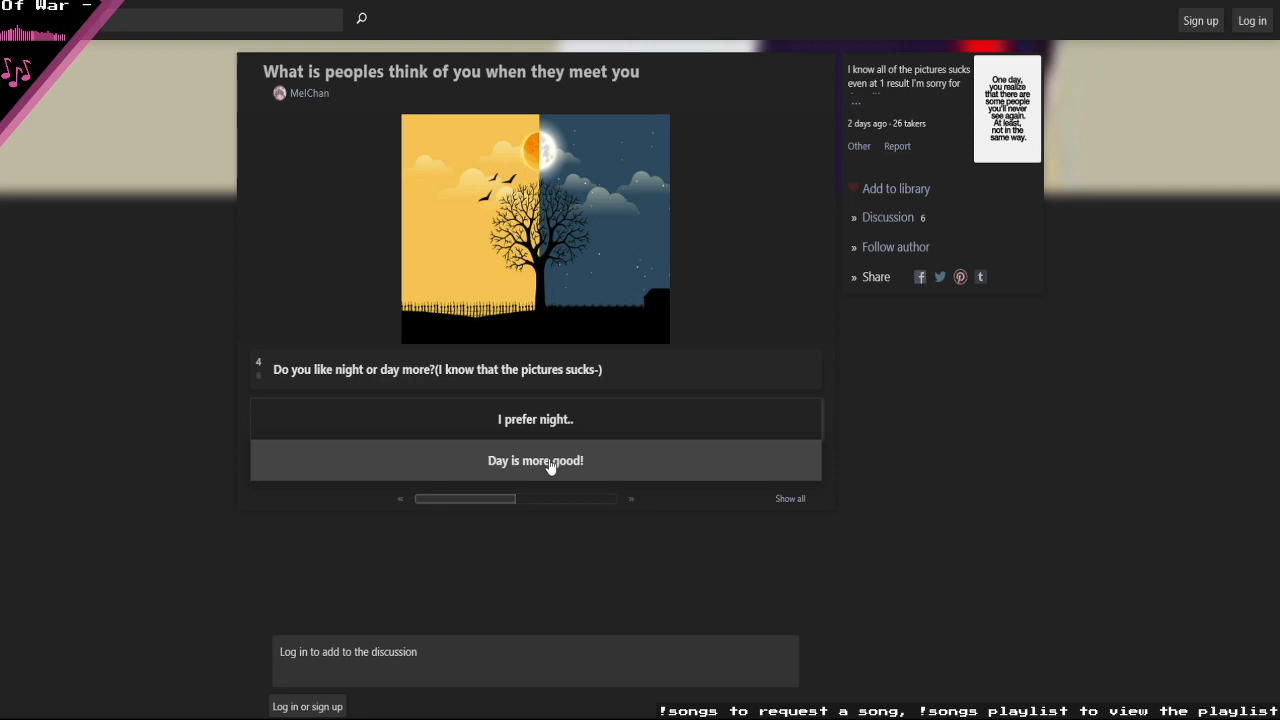 Of War -
Sign up
Log in
What is peoples think of you when they meet you
MelChan
I know all of the pictures sucks
even at 1 result I'm sorry for
...
2 days ago · 26 takers
Other Report
One day,
you realize
that there are
some people
you'll never
see again.
At least,
not in the
same way.
Add to library
» Discussion 6
» Follow author
» Share
4
Do you like night or day more?(I know that the pictures sucks-)
I prefer night..
Day is more good!
« »
Show all
Log in to add to the discussion
Log in or sign up
!songs to request a song, !songs playlist to view the playlist